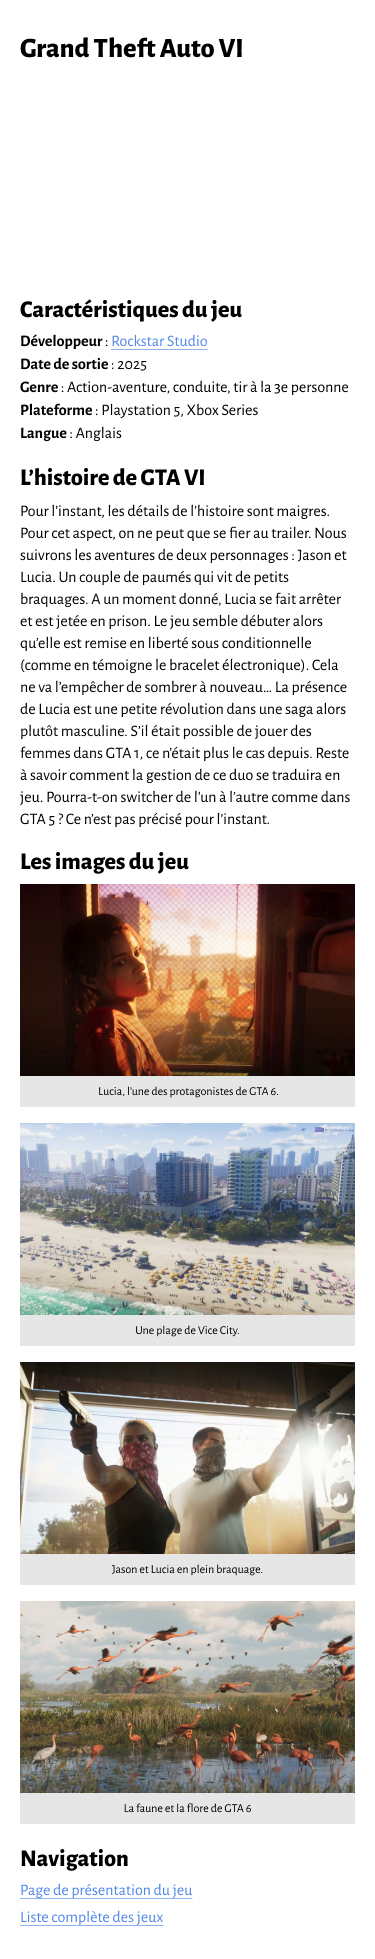 Grand Theft Auto VI
Caractéristiques du jeu
Développeur : Rockstar Studio
Date de sortie : 2025
Genre : Action-aventure, conduite, tir à la 3e personne
Plateforme : Playstation 5, Xbox Series
Langue : Anglais
L’histoire de GTA VI
Pour l’instant, les détails de l’histoire sont maigres.
Pour cet aspect, on ne peut que se fier au trailer. Nous
suivrons les aventures de deux personnages : Jason et
Lucia. Un couple de paumés qui vit de petits
braquages. A un moment donné, Lucia se fait arrêter
et est jetée en prison. Le jeu semble débuter alors
qu’elle est remise en liberté sous conditionnelle
(comme en témoigne le bracelet électronique). Cela
ne va l’empêcher de sombrer à nouveau… La présence
de Lucia est une petite révolution dans une saga alors
plutôt masculine. S’il était possible de jouer des
femmes dans GTA 1, ce n’était plus le cas depuis. Reste
à savoir comment la gestion de ce duo se traduira en
jeu. Pourra-t-on switcher de l’un à l’autre comme dans
GTA 5 ? Ce n’est pas précisé pour l’instant.
Les images du jeu
Lucia, l’une des protagonistes de GTA 6.
Une plage de Vice City.
Jason et Lucia en plein braquage.
La faune et la flore de GTA 6
Navigation
Page de présentation du jeu
Liste complète des jeux